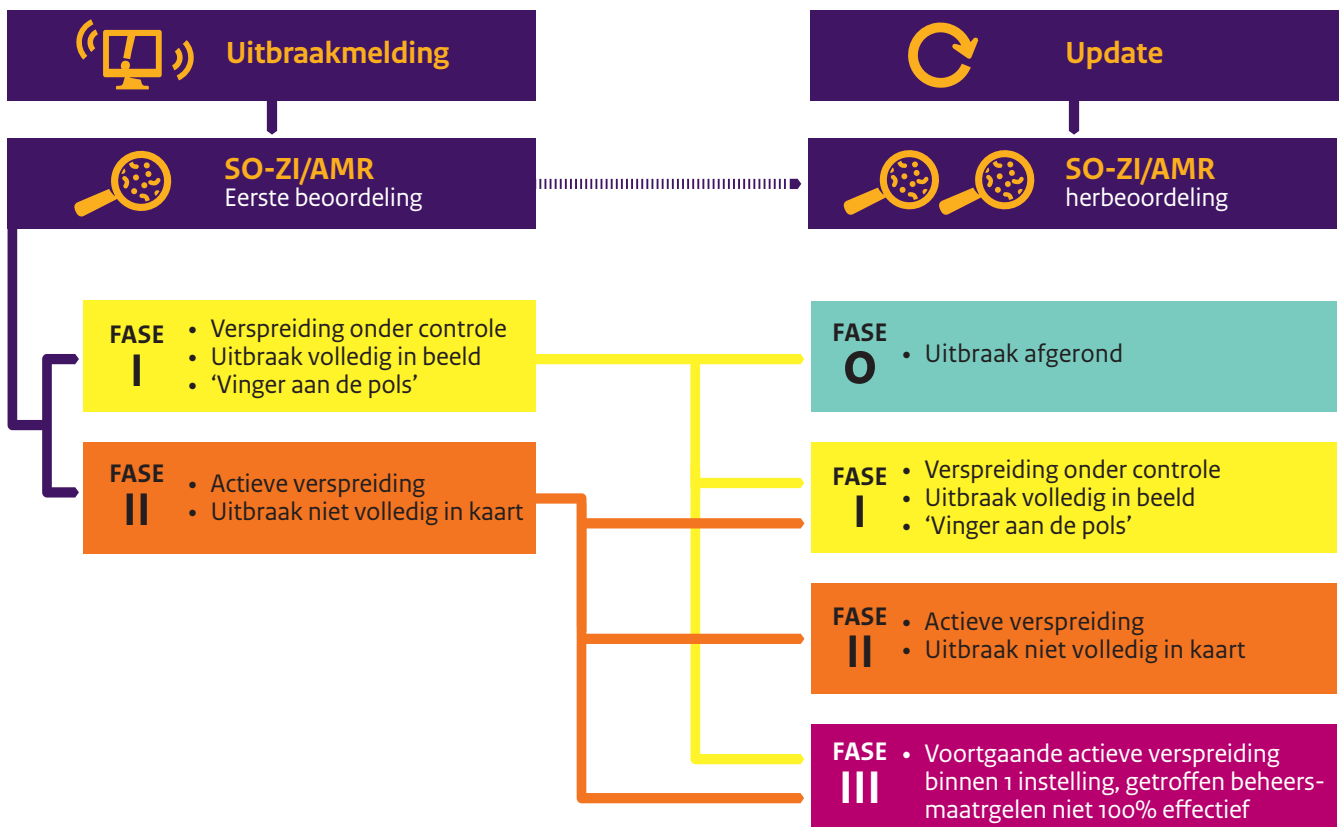 Uitbraakmelding
SO-ZI/AMR
Eerste beoordeling
FASE
I
• Verspreiding onder controle
• Uitbraak volledig in beeld
• ‘Vinger aan de pols’
FASE
II
• Actieve verspreiding
• Uitbraak niet volledig in kaart
Update
SO-ZI/AMR
herbeoordeling
FASE
O
• Uitbraak afgerond
FASE
I
• Verspreiding onder controle
• Uitbraak volledig in beeld
• ‘Vinger aan de pols’
FASE
II
• Actieve verspreiding
• Uitbraak niet volledig in kaart
FASE
III
• Voortgaande actieve verspreiding
binnen 1 instelling, getroffen beheers-
maatrgelen niet 100% effectief